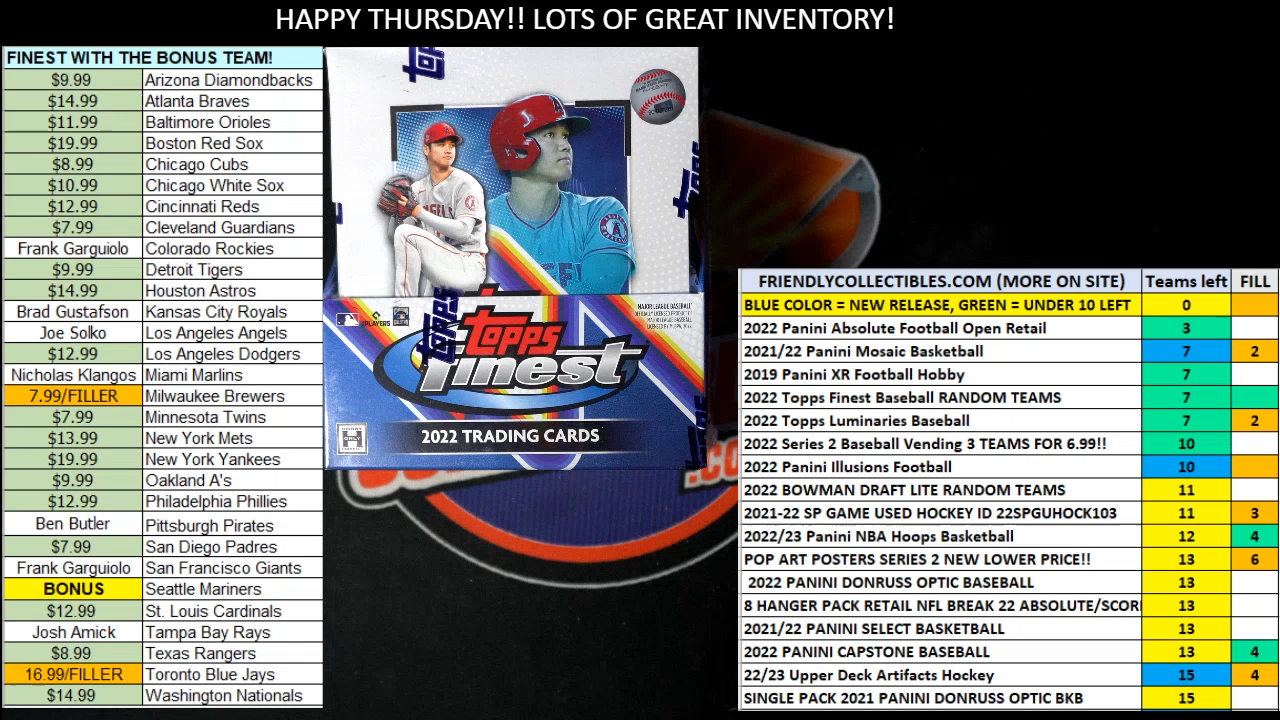 HAPPY THURSDAY!! LOTS OF GREAT INVENTORY!
FINEST WITH THE BONUS TEAM!
$9.99 Arizona Diamondbacks
$14.99 Atlanta Braves
$11.99 Baltimore Orioles
$19.99 Boston Red Sox
$8.99 Chicago Cubs
$10.99 Chicago White Sox
$12.99 Cincinnati Reds
$7.99 Cleveland Guardians
Frank Garguiolo Colorado Rockies
$9.99 Detroit Tigers
$14.99 Houston Astros
Brad Gustafson Kansas City Royals
Joe Solko Los Angeles Angels
$12.99 Los Angeles Dodgers
Nicholas Klangos Miami Marlins
7.99/FILLER Milwaukee Brewers
$7.99 Minnesota Twins
$13.99 New York Mets
$19.99 New York Yankees
$9.99 Oakland A's
$12.99 Philadelphia Phillies
Ben Butler Pittsburgh Pirates
$7.99 San Diego Padres
Frank Garguiolo San Francisco Giants
BONUS Seattle Mariners
$12.99 St. Louis Cardinals
Josh Amick Tampa Bay Rays
$8.99 Texas Rangers
16.99/FILLER Toronto Blue Jays
$14.99 Washington Nationals
topps
finest
2022 TRADING CARDS
FRIENDLYCOLLECTIBLES.COM (MORE ON SITE) Teams left FILL
BLUE COLOR = NEW RELEASE, GREEN = UNDER 10 LEFT 0
2022 Panini Absolute Football Open Retail 3
2021/22 Panini Mosaic Basketball 7 2
2019 Panini XR Football Hobby 7
2022 Topps Finest Baseball RANDOM TEAMS 7
2022 Topps Luminaries Baseball 7 2
2022 eries 2 Baseball Vending 3 TEAMS FOR 6.99!! 10
2022 Panini Illusions Football 10
2022 BOWMAN DRAFT LITE RANDOM TEAMS 11
2021-22 SP GAME USED HOCKEY ID 22SPGUHOCK103 11 3
2022/23 Panini NBA Hoops Basketball 12 4
POP ART POSTERS SERIES 2 NEW LOWER PRICE!! 13 6
2022 PANINI DONRUSS OPTIC BASEBALL 13
8 HANGER PACK RETAIL NFL BREAK 22 ABSOLUTE/SCORE 13
2021/22 PANINI SELECT BASKETBALL 13
2022 PANINI CAPSTONE BASEBALL 13 4
22/23 Upper Deck Artifacts Hockey 15 4
SINGLE PACK 2021 PANINI DONRUSS OPTIC BKB 15